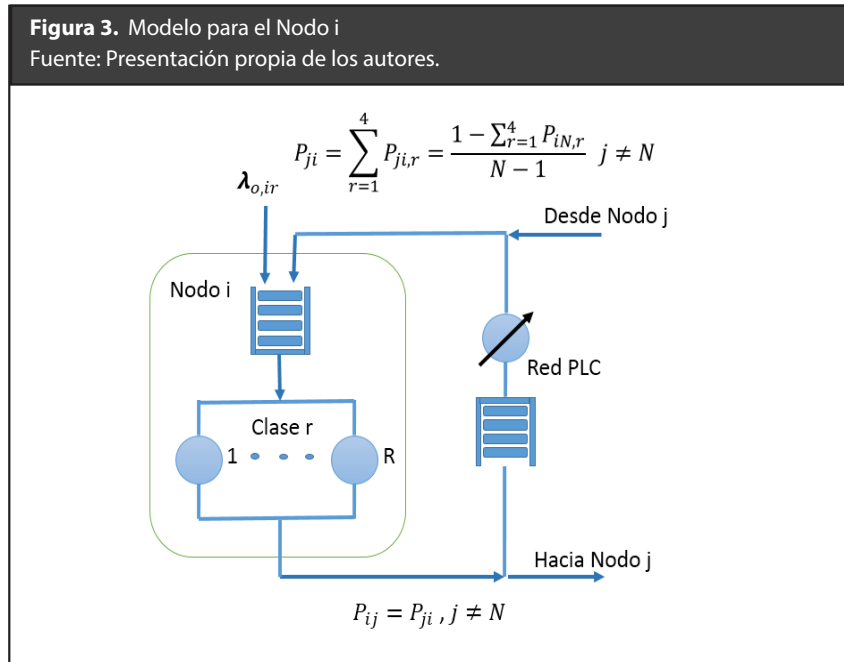 Figura 3. Modelo para el Nodo i
Fuente: Presentación propia de los autores.
P_{ji} = \sum_{r=1}^{4} P_{ji,r} = \frac{1 - \sum_{r=1}^{4} P_{iN,r}}{N - 1} j ≠ N
λ_{o,ir}
Desde Nodo j
Nodo i
Red PLC
Clase r
1
R
Hacia Nodo j
P_{ij} = P_{ji} , j ≠ N